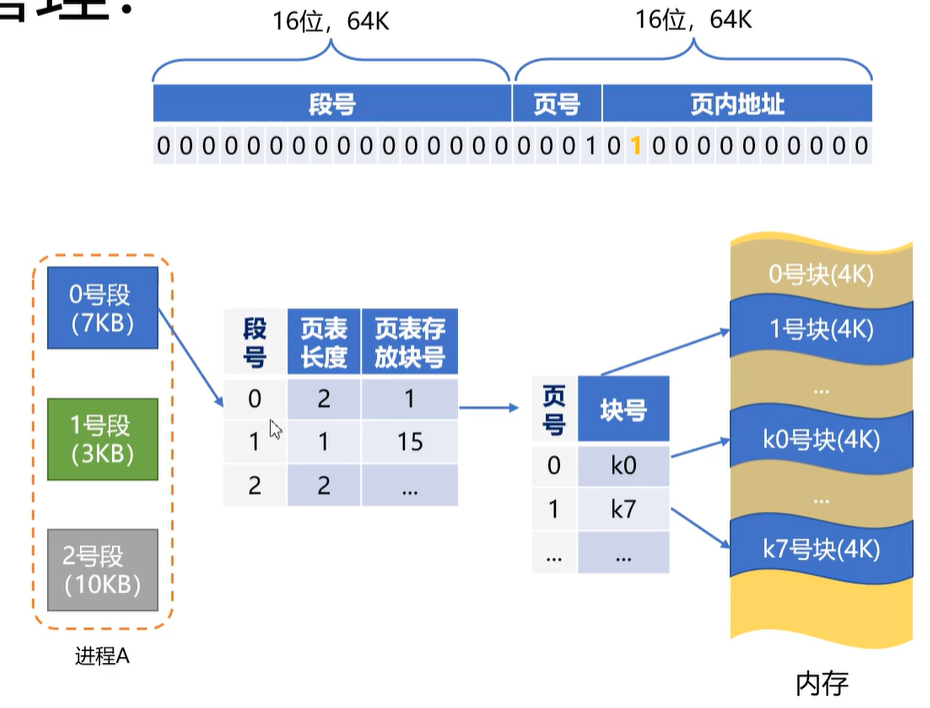 管理：
16位，64K
16位，64K
段号 页号 页内地址
0 0 0 0 0 0 0 0 0 0 0 0 0 0 0 0 0 0 0 1 0 1 0 0 0 0 0 0 0 0 0 0
0号段
(7KB)
1号段
(3KB)
2号段
(10KB)
进程A
段号 页表长度 页表存放块号
0 2 1
1 1 15
2 2 ...
页号 块号
0 k0
1 k7
... ...
0号块(4K)
1号块(4K)
...
k0号块(4K)
...
k7号块(4K)
内存